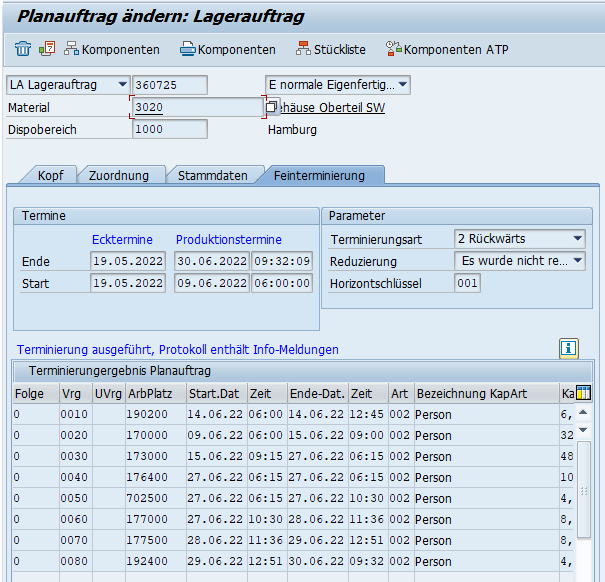 Planauftrag ändern: Lagerauftrag
Komponenten Komponenten Stückliste Komponenten ATP
LA Lagerauftrag 360725 E normale Eigenfertig...
Material 3020 ehäuse Oberteil SW
Dispobereich 1000 Hamburg
Kopf Zuordnung Stammdaten Feinterminierung
Termine Parameter
Ecktermine Produktionstermine Terminierungsart 2 Rückwärts
Ende 19.05.2022 30.06.2022 09:32:09 Reduzierung Es wurde nicht re...
Start 19.05.2022 09.06.2022 06:00:00 Horizontschlüssel 001
Terminierung ausgeführt, Protokoll enthält Info-Meldungen
Terminierungergebnis Planauftrag
Folge Vrg UVrg ArbPlatz Start.Dat Zeit Ende-Dat. Zeit Art Bezeichnung KapArt Ka
0 0010 190200 14.06.22 06:00 14.06.22 12:45 002 Person 6,
0 0020 170000 09.06.22 06:00 15.06.22 09:00 002 Person 32
0 0030 173000 15.06.22 09:15 27.06.22 06:15 002 Person 48
0 0040 176400 27.06.22 06:15 27.06.22 06:15 002 Person 10
0 0050 702500 27.06.22 06:15 27.06.22 10:30 002 Person 4,
0 0060 177000 27.06.22 10:30 28.06.22 11:36 002 Person 8,
0 0070 177500 28.06.22 11:36 29.06.22 12:51 002 Person 8,
0 0080 192400 29.06.22 12:51 30.06.22 09:32 002 Person 4,